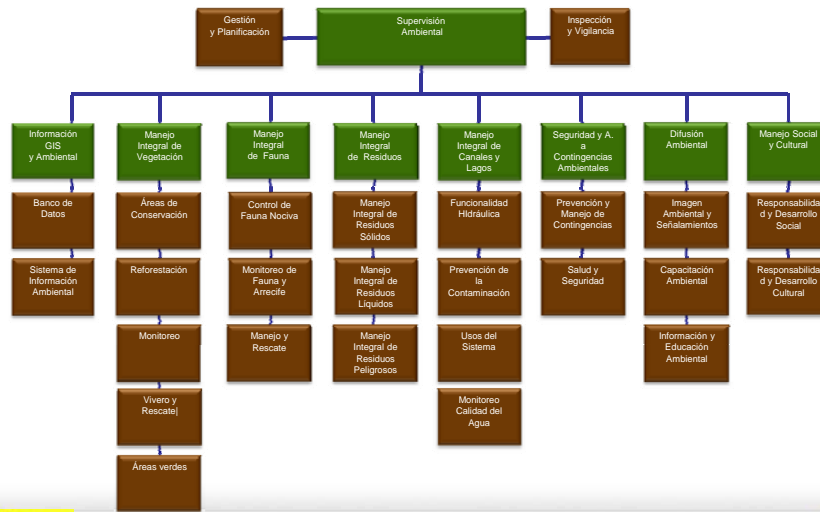 Gestión
y Planificación
Supervisión
Ambiental
Inspección
y Vigilancia
Información
GIS
y Ambiental
Manejo
Integral de
Vegetación
Manejo
Integral
de Fauna
Manejo
Integral
de Residuos
Manejo
Integral de
Canales y
Lagos
Seguridad y A.
a
Contingencias
Ambientales
Difusión
Ambiental
Manejo Social
y Cultural
Banco de
Datos
Áreas de
Conservación
Control de
Fauna Nociva
Manejo
Integral de
Residuos
Sólidos
Funcionalidad
HIdráulica
Prevención y
Manejo de
Contingencias
Imagen
Ambiental y
Señalamientos
Responsabilida
d y Desarrollo
Social
Sistema de
Información
Ambiental
Reforestación
Monitoreo de
Fauna y
Arrecife
Manejo
Integral de
Residuos
Líquidos
Prevención de
la
Contaminación
Salud y
Seguridad
Capacitación
Ambiental
Responsabilida
d y Desarrollo
Cultural
Monitoreo
Manejo y
Rescate
Manejo
Integral de
Residuos
Peligrosos
Usos del
Sistema
Información y
Educación
Ambiental
Vivero y
Rescate|
Monitoreo
Calidad del
Agua
Áreas verdes